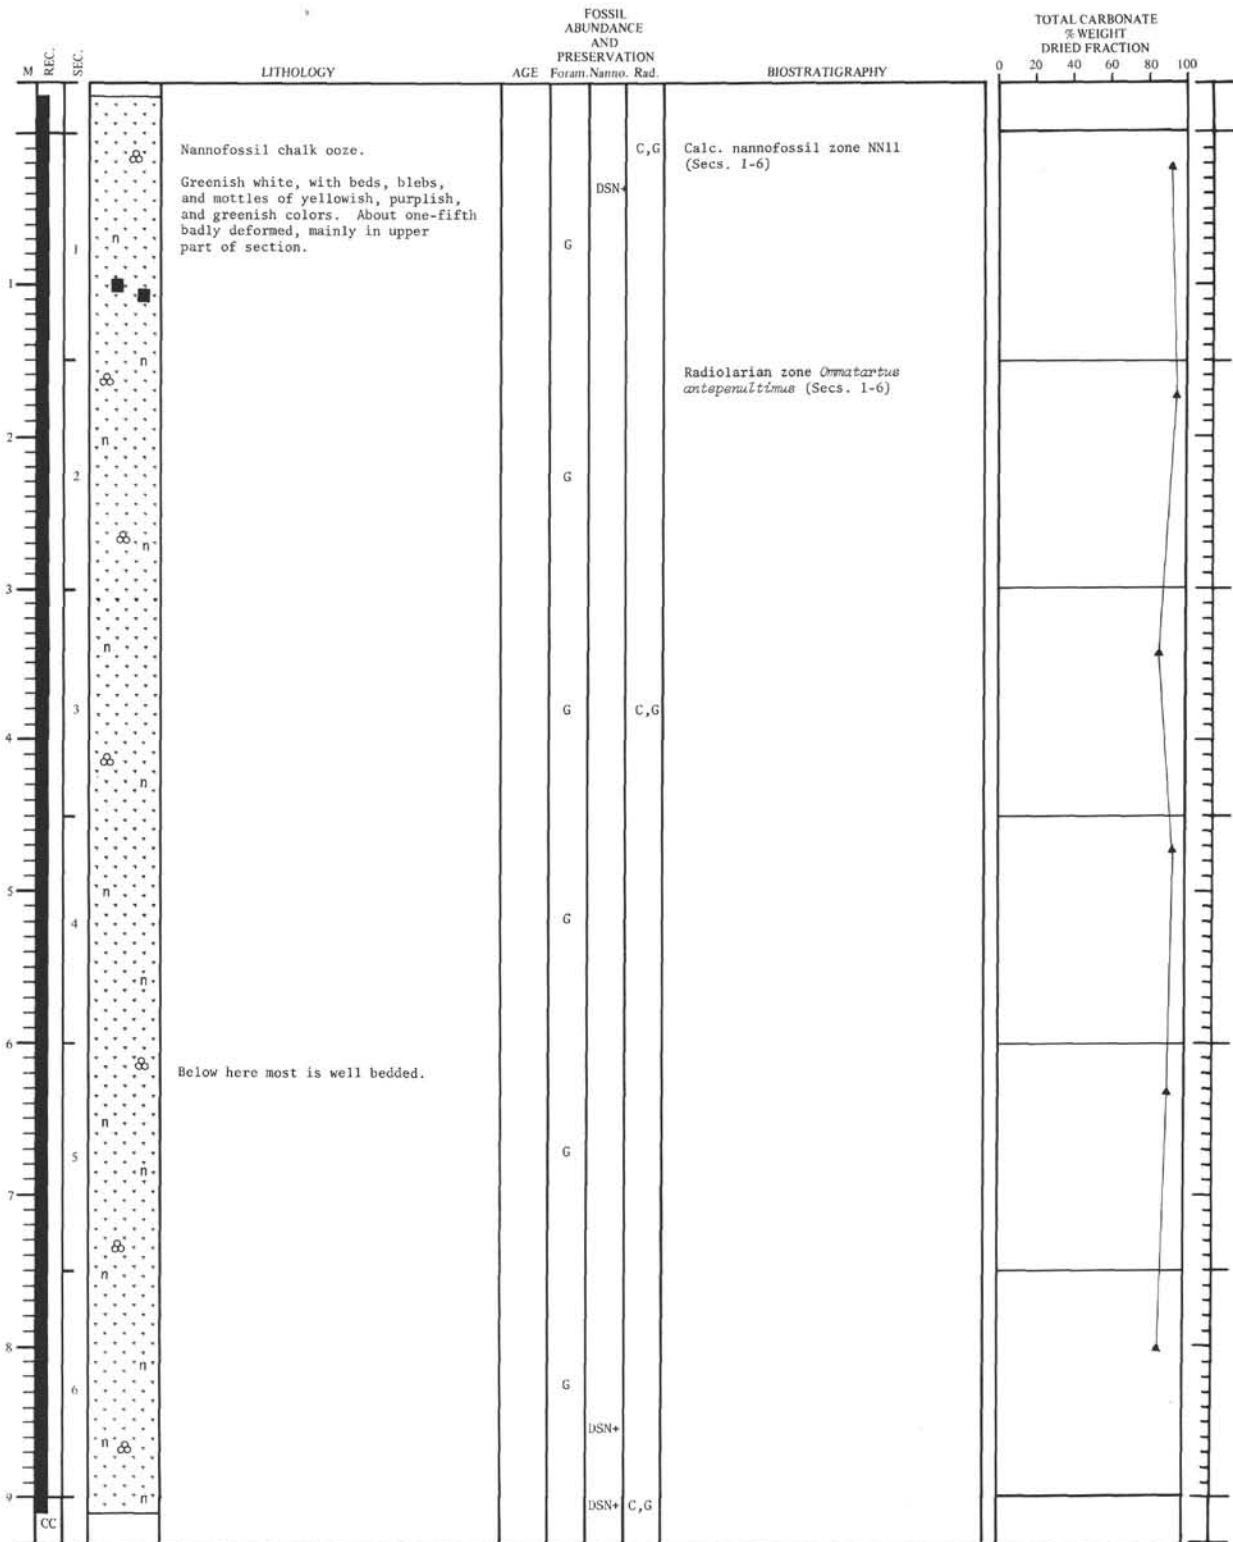 FOSSIL
ABUNDANCE
AND
PRESERVATION
TOTAL CARBONATE
% WEIGHT
DRIED FRACTION
M REC. SEC. LITHOLOGY AGE Foram. Nanno. Rad. BIOSTRATIGRAPHY
0 20 40 60 80 100
Nannofossil chalk ooze.
C,G
Calc. nannofossil zone NN11
(Secs. 1-6)
Greenish white, with beds, blebs,
and mottles of yellowish, purplish,
and greenish colors. About one-fifth
badly deformed, mainly in upper
part of section.
DSN+
n
G
1
1
n
Radiolarian zone Ommatartus
antepenultimus (Secs. 1-6)
2
n
2
G
n
3
n
3
G
C,G
4
n
5
n
4
G
n
6
Below here most is well bedded.
n
5
G
n
7
n
8
n
6
G
DSN+
n
9
n
DSN+ C,G
CC